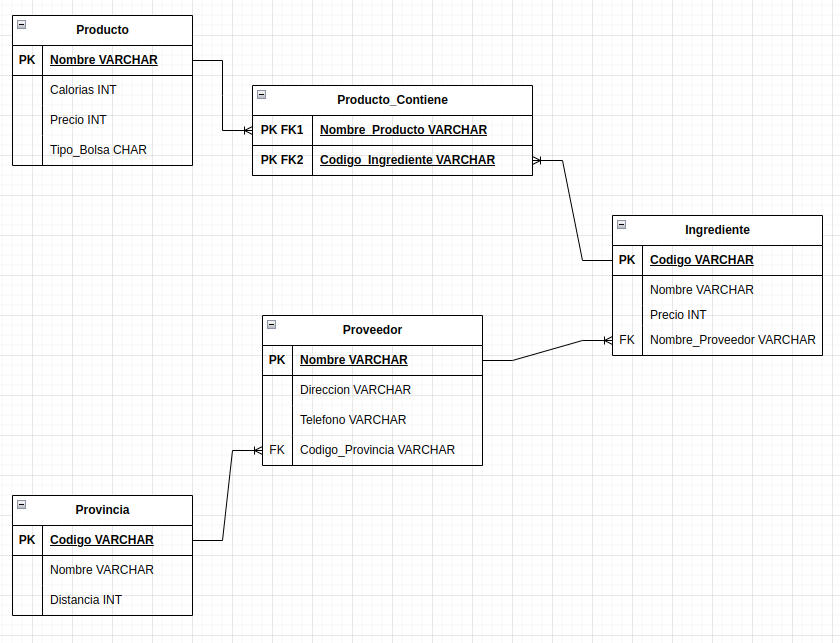 Producto
PK Nombre VARCHAR
Calorias INT
Precio INT
Tipo_Bolsa CHAR
Producto_Contiene
PK FK1 Nombre_Producto VARCHAR
PK FK2 Codigo_Ingrediente VARCHAR
Ingrediente
PK Codigo VARCHAR
Nombre VARCHAR
Precio INT
FK Nombre_Proveedor VARCHAR
Proveedor
PK Nombre VARCHAR
Direccion VARCHAR
Telefono VARCHAR
FK Codigo_Provincia VARCHAR
Provincia
PK Codigo VARCHAR
Nombre VARCHAR
Distancia INT